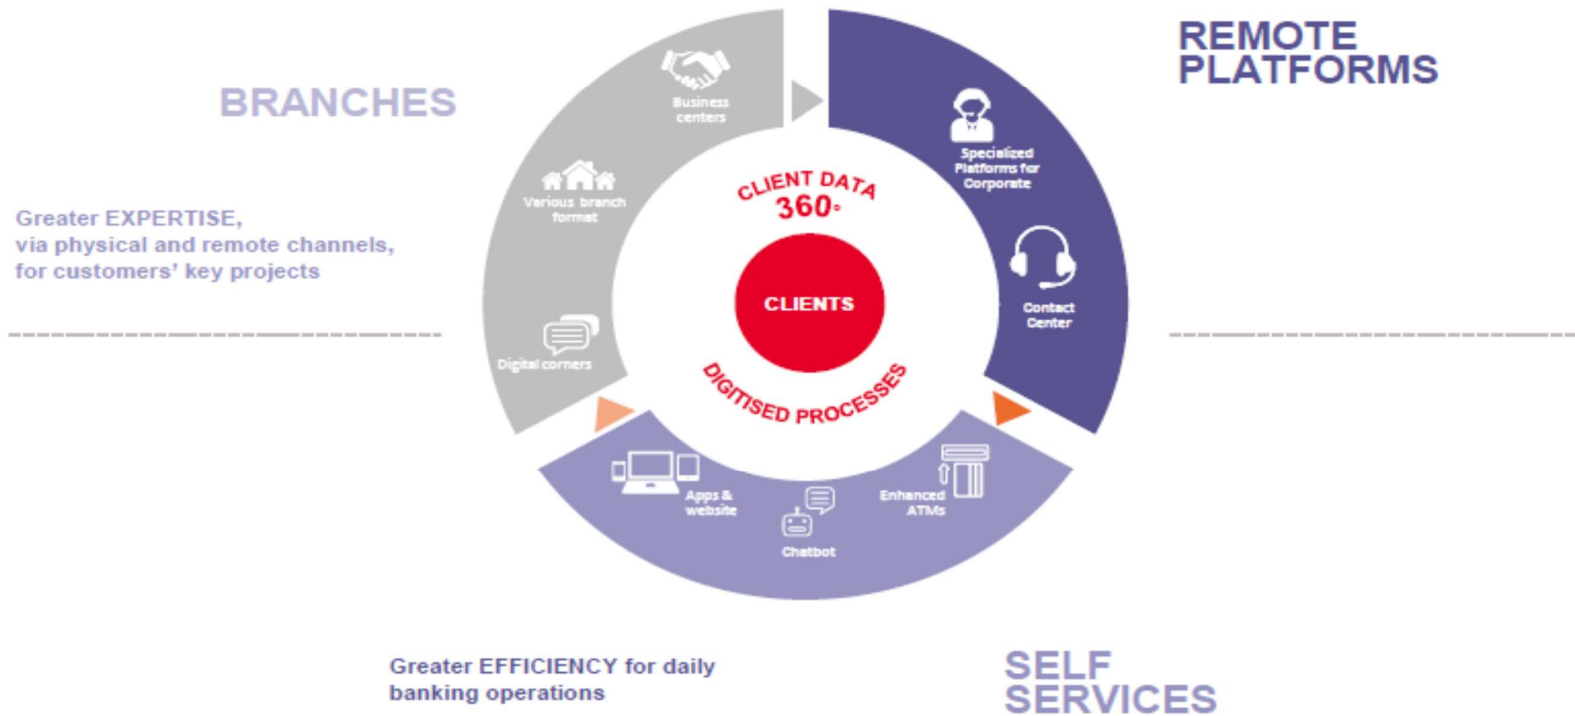 REMOTE
PLATFORMS
BRANCHES
Business
centers
Specialized
Platforms for
Corporate
CLIENT DATA
360°
Various branch
format
Greater EXPERTISE,
via physical and remote channels,
for customers' key projects
CLIENTS
Contact
Center
Digital corners
DIGITISED PROCESSES
Apps &
website
Enhanced
ATMs
Chatbot
Greater EFFICIENCY for daily
banking operations
SELF
SERVICES